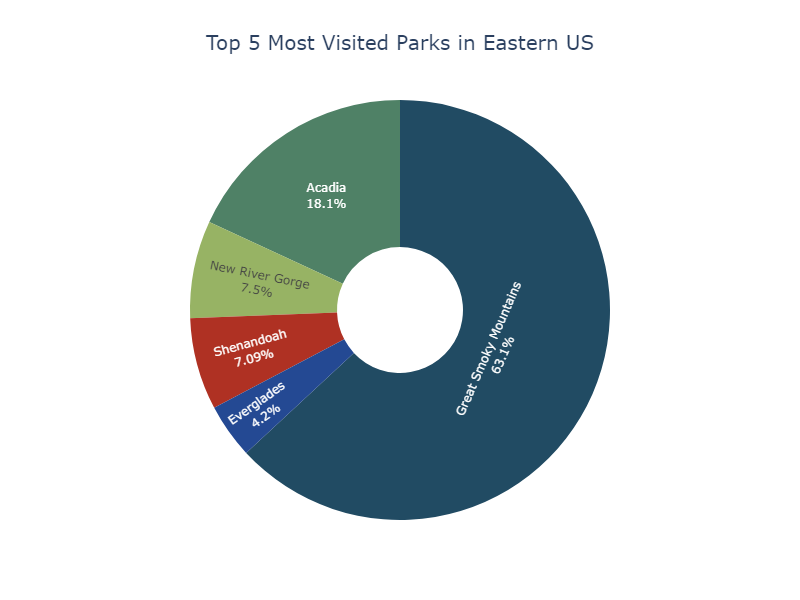 Top 5 Most Visited Parks in Eastern US
Acadia
18.1%
New River Gorge
7.5%
Shenandoah
7.09%
Everglades
4.2%
Great Smoky Mountains
63.1%